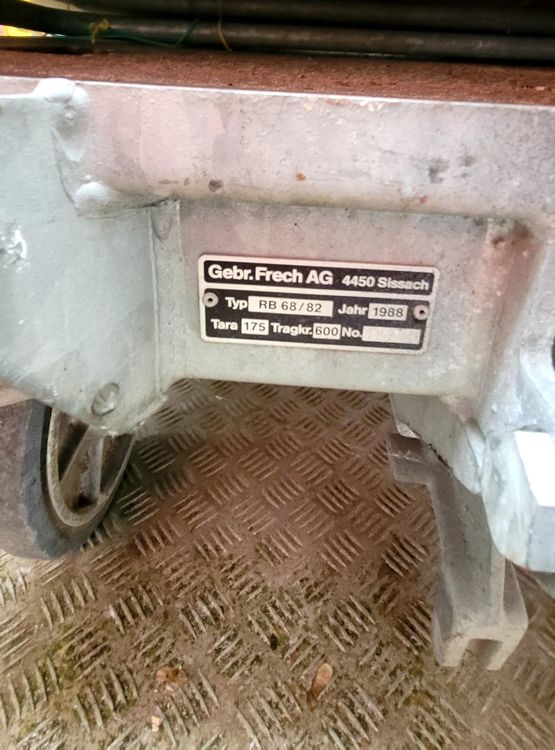 Gebr. Frech AG 4450 Sissach
Typ RB 68/82 Jahr 1988
Tara 175 Tragkr. 600 No.